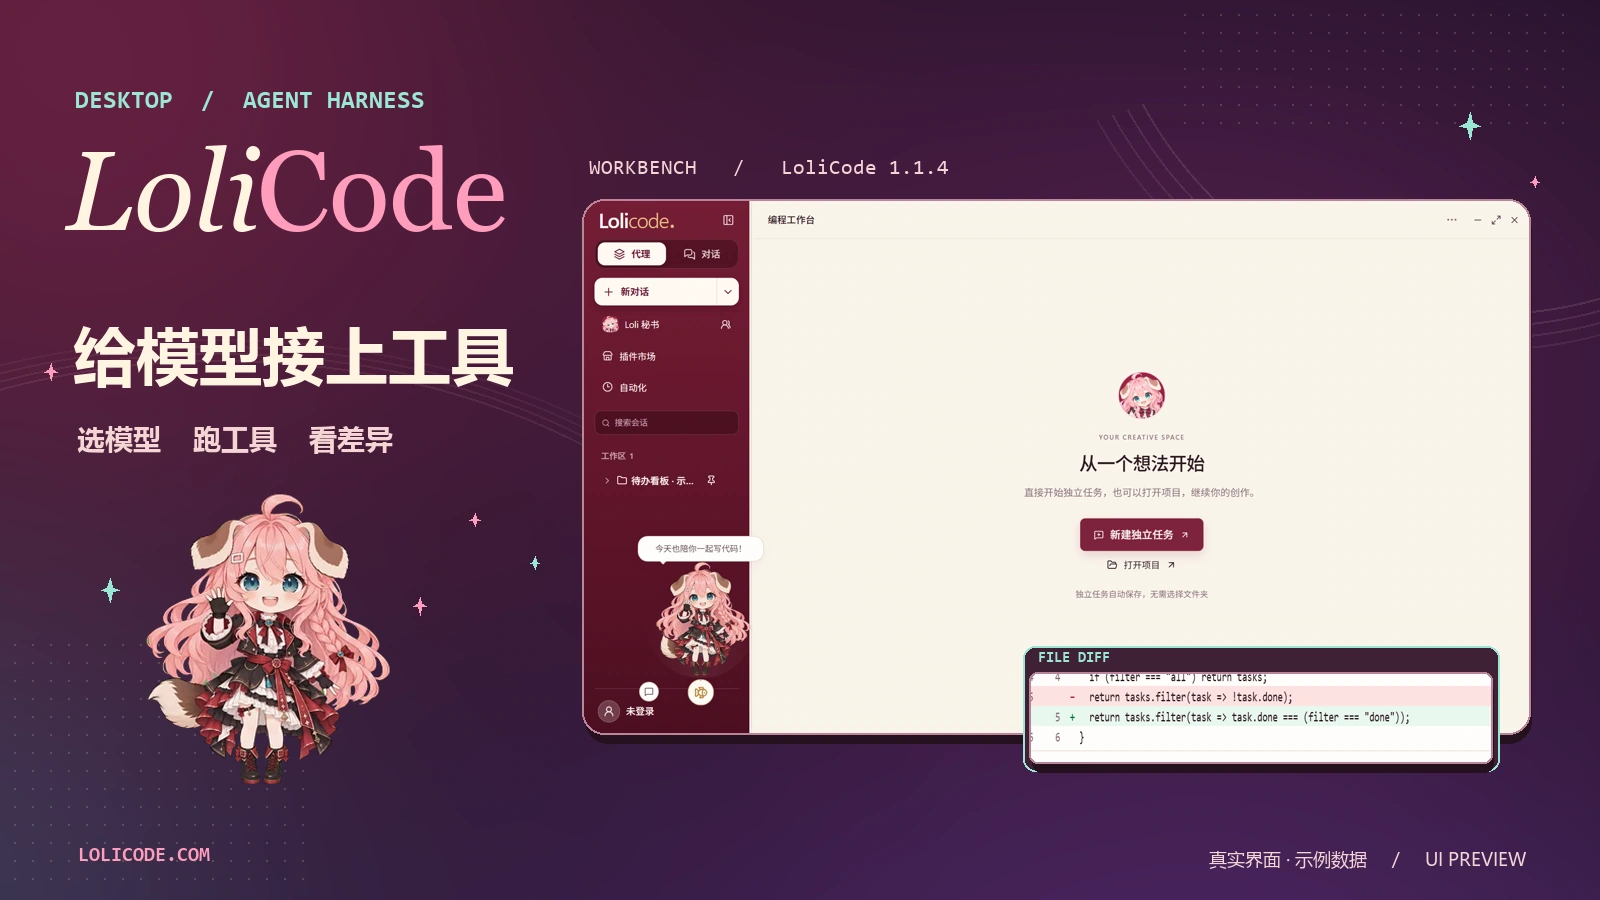 DESKTOP / AGENT HARNESS
LoliCode
给模型接上工具
选模型 跑工具 看差异
LOLICODE.COM
WORKBENCH / LoliCode 1.1.4
Lolicode.
代理 对话
新对话
Loli 秘书
插件市场
自动化
搜索会话
工作区 1
待办看板 · 示...
今天也陪你一起写代码！
未登录
编程工作台
YOUR CREATIVE SPACE
从一个想法开始
直接开始独立任务，也可以打开项目，继续你的创作。
新建独立任务
打开项目
独立任务自动保存，无需选择文件夹
FILE DIFF
4 if (filter === "all") return tasks;
- return tasks.filter(task => !task.done);
5 + return tasks.filter(task => task.done === (filter === "done"));
6 }
真实界面 · 示例数据 / UI PREVIEW